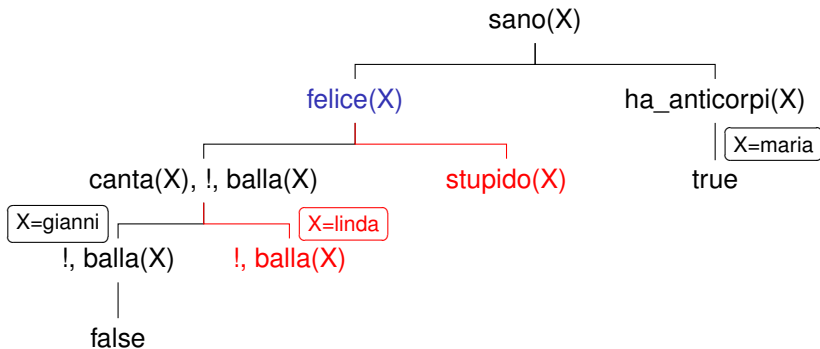 sano(X)
felice(X)
ha_anticorpi(X)
X=maria
canta(X), !, balla(X)
stupido(X)
true
X=gianni
X=linda
!, balla(X)
!, balla(X)
false